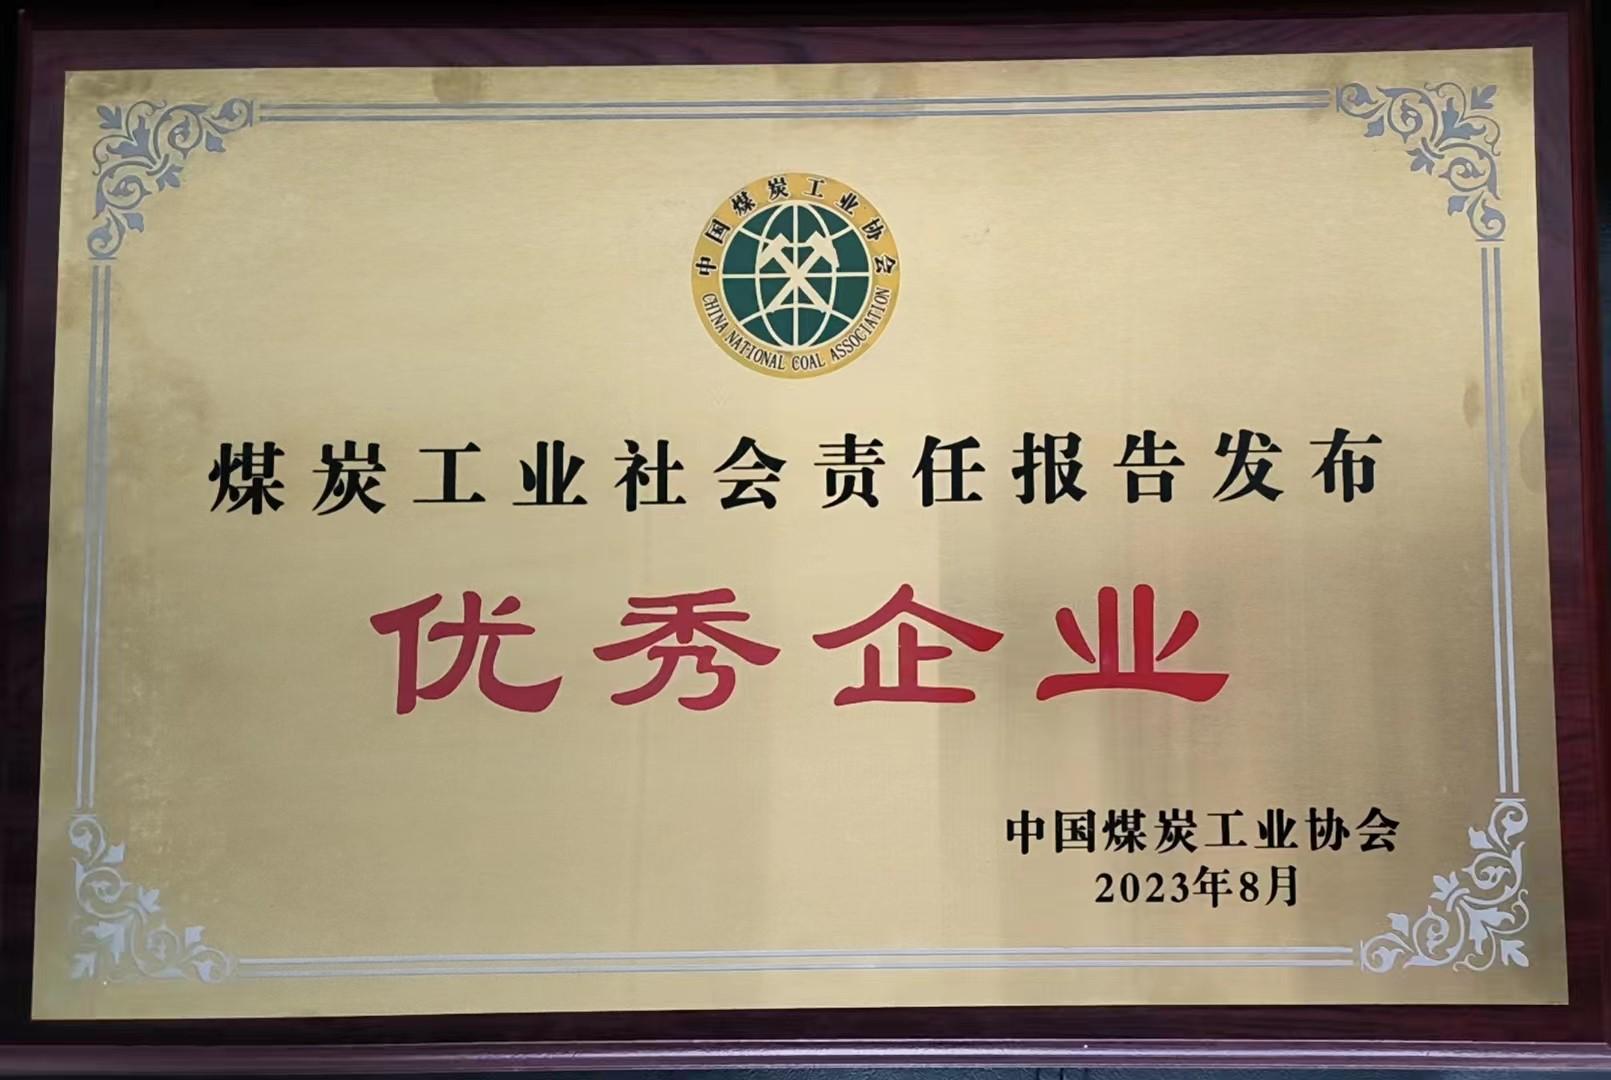 中国煤炭工业协会
CHINA NATIONAL COAL ASSOCIATION
煤炭工业社会责任报告发布
优秀企业
中国煤炭工业协会
2023年8月